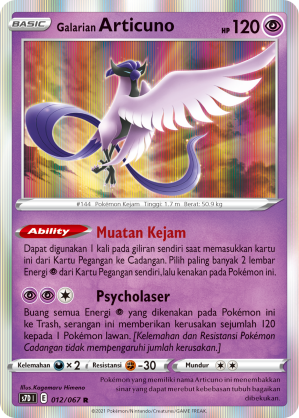 BASIC
Galarian Articuno HP 120
#144 Pokémon Kejam Tinggi: 1.7 m Berat: 50.9 kg
Ability Muatan Kejam
Dapat digunakan 1 kali pada giliran sendiri saat memasukkan kartu
ini dari Kartu Pegangan ke Cadangan. Pilih paling banyak 2 lembar
Energi dari Kartu Pegangan sendiri, lalu kenakan pada Pokémon ini.
Psycholaser
Buang semua Energi yang dikenakan pada Pokémon ini
ke Trash, serangan ini memberikan kerusakan sejumlah 120
kepada 1 Pokémon lawan. [Kelemahan dan Resistansi Pokémon
Cadangan tidak mempengaruhi jumlah kerusakan.]
Kelemahan ×2 Resistansi -30 Mundur
Illus. Kagemaru Himeno
S7D I E 012/067 R
Pokémon yang memiliki nama Articuno ini menembakkan
sinar yang dapat merebut kebebasan tubuh bagai
dibekukan.
©2021 Pokémon/Nintendo/Creatures/GAME FREAK.